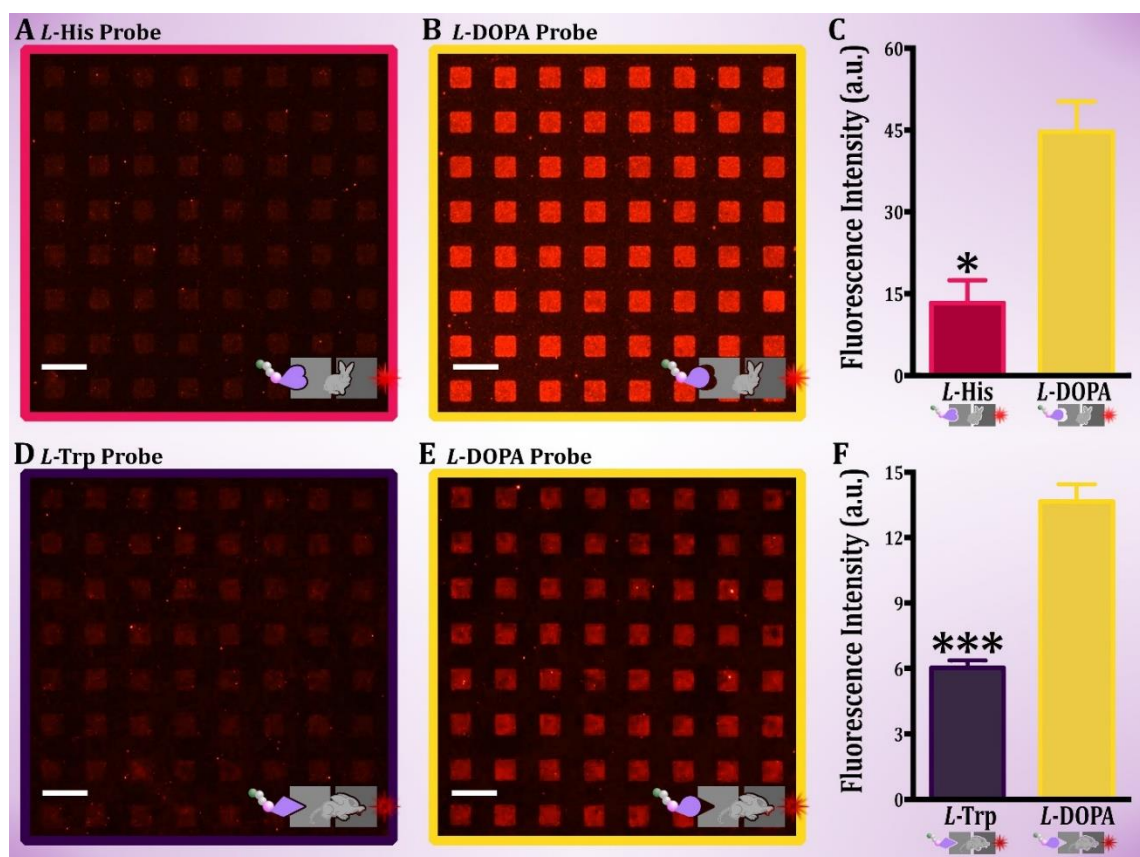 A L-His Probe
B L-DOPA Probe
C
Fluorescence Intensity (a.u.)
60
45
30
15
0
*
L-His
L-DOPA
D L-Trp Probe
E L-DOPA Probe
F
Fluorescence Intensity (a.u.)
15
12
9
6
3
0
***
L-Trp
L-DOPA